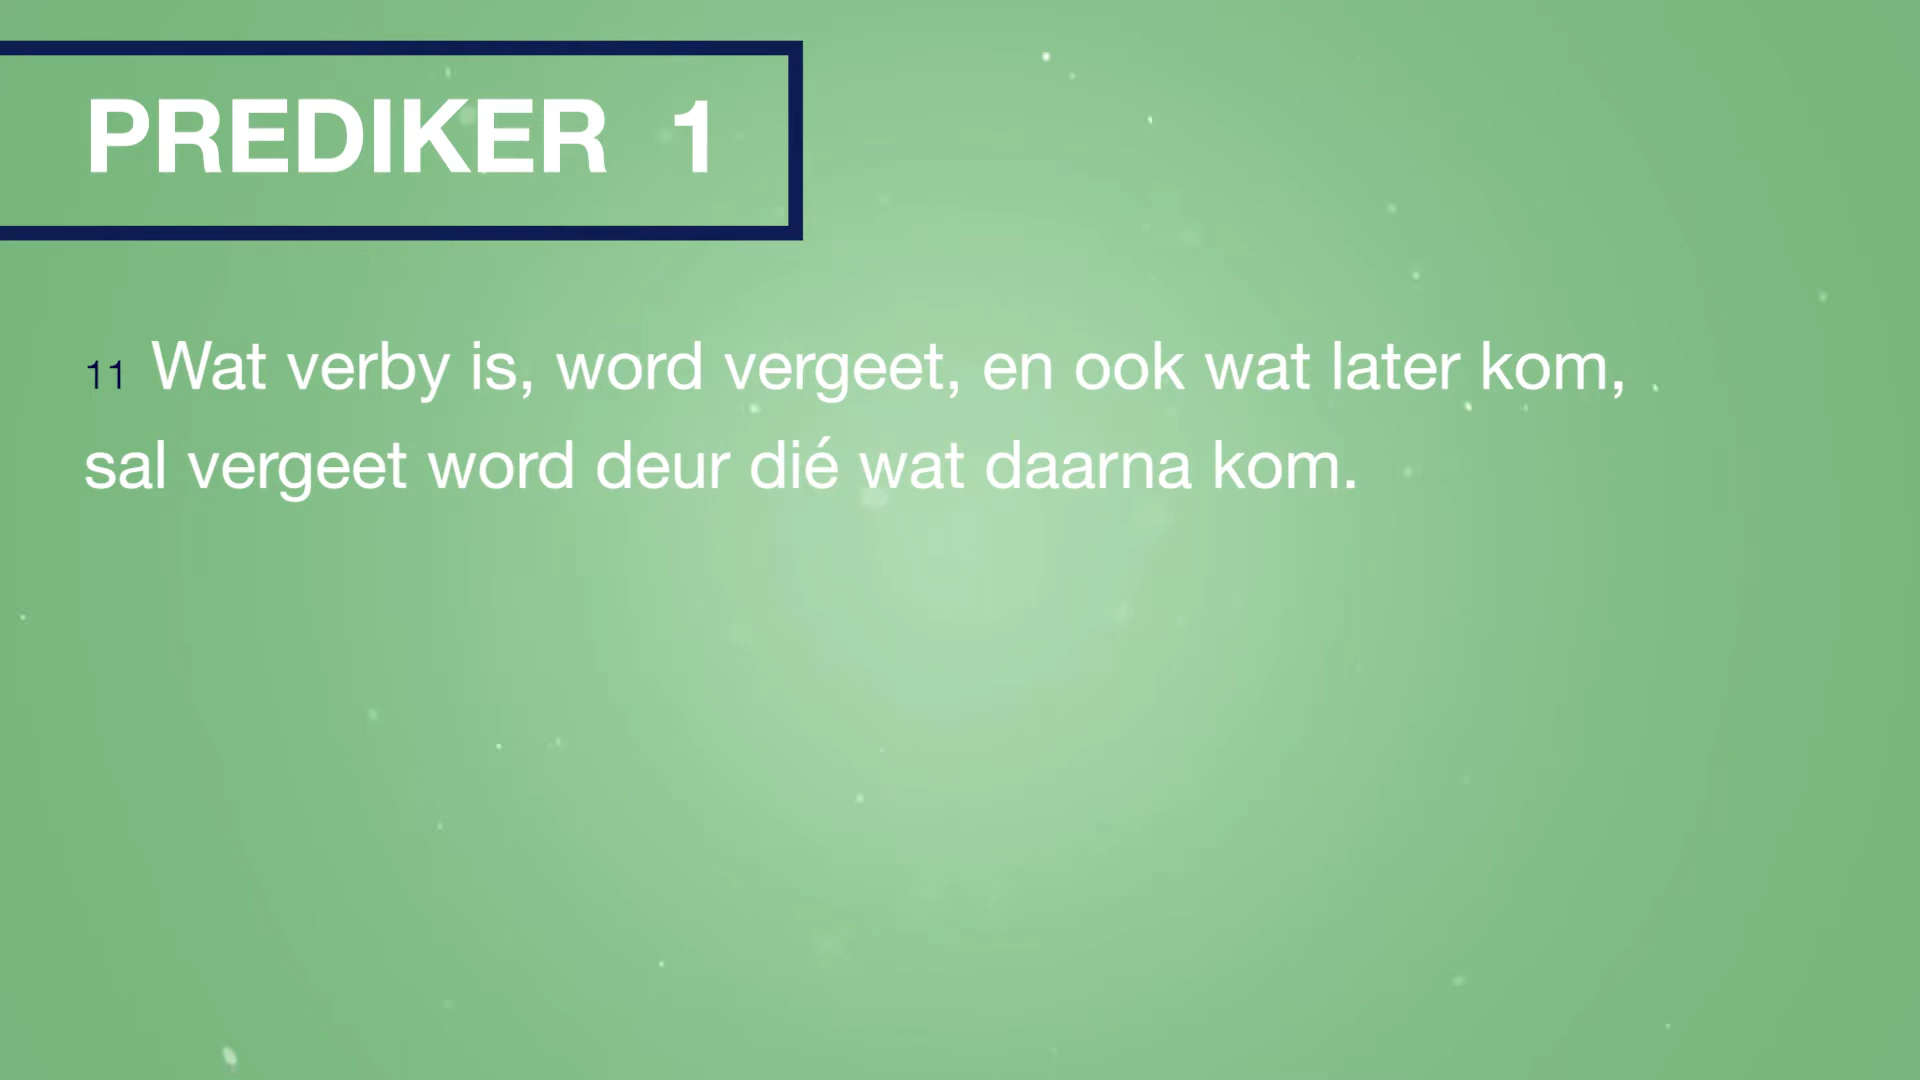 PREDIKER 1
11 Wat verby is, word vergeet, en ook wat later kom,
sal vergeet word deur dié wat daarna kom.